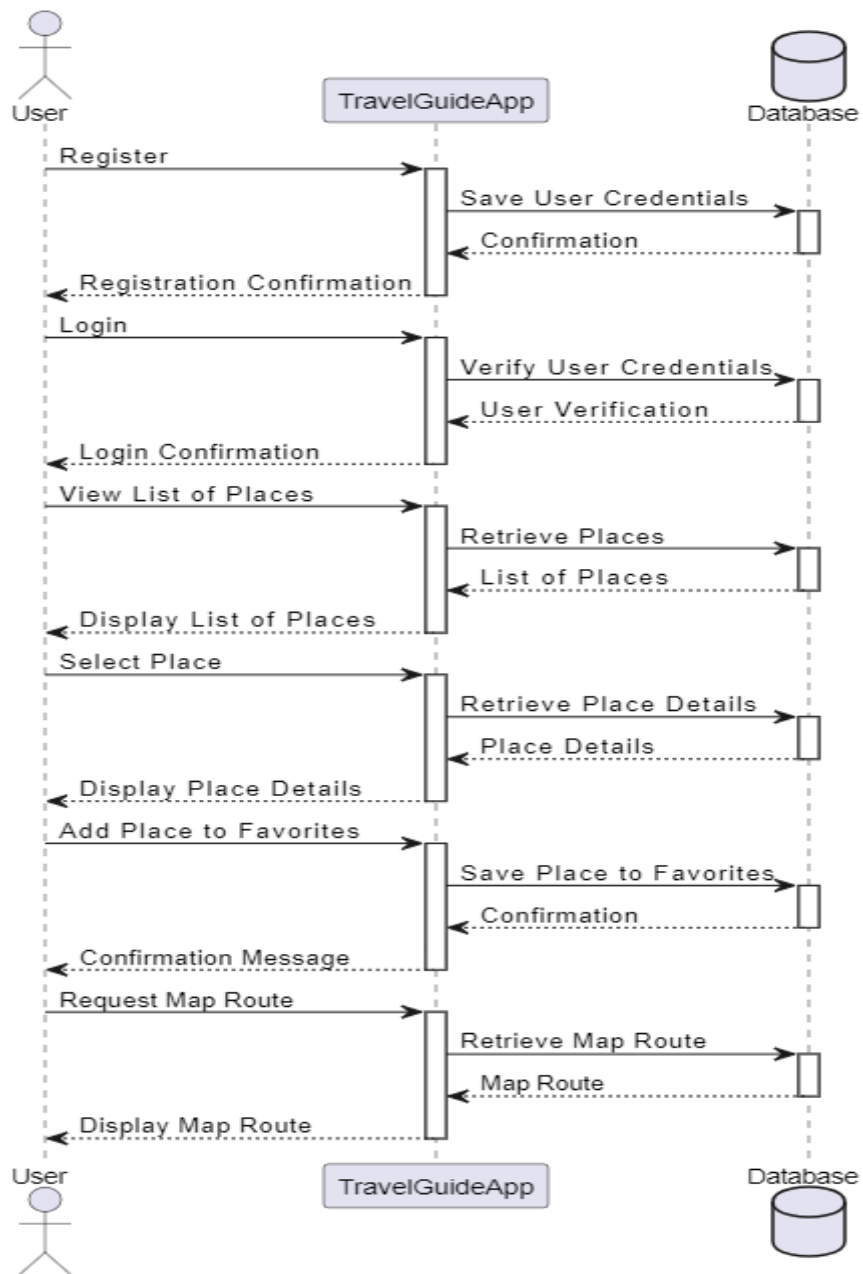 User
TravelGuideApp
Database
Register
Save User Credentials
Confirmation
Registration Confirmation
Login
Verify User Credentials
User Verification
Login Confirmation
View List of Places
Retrieve Places
List of Places
Display List of Places
Select Place
Retrieve Place Details
Place Details
Display Place Details
Add Place to Favorites
Save Place to Favorites
Confirmation
Confirmation Message
Request Map Route
Retrieve Map Route
Map Route
Display Map Route
User
TravelGuideApp
Database